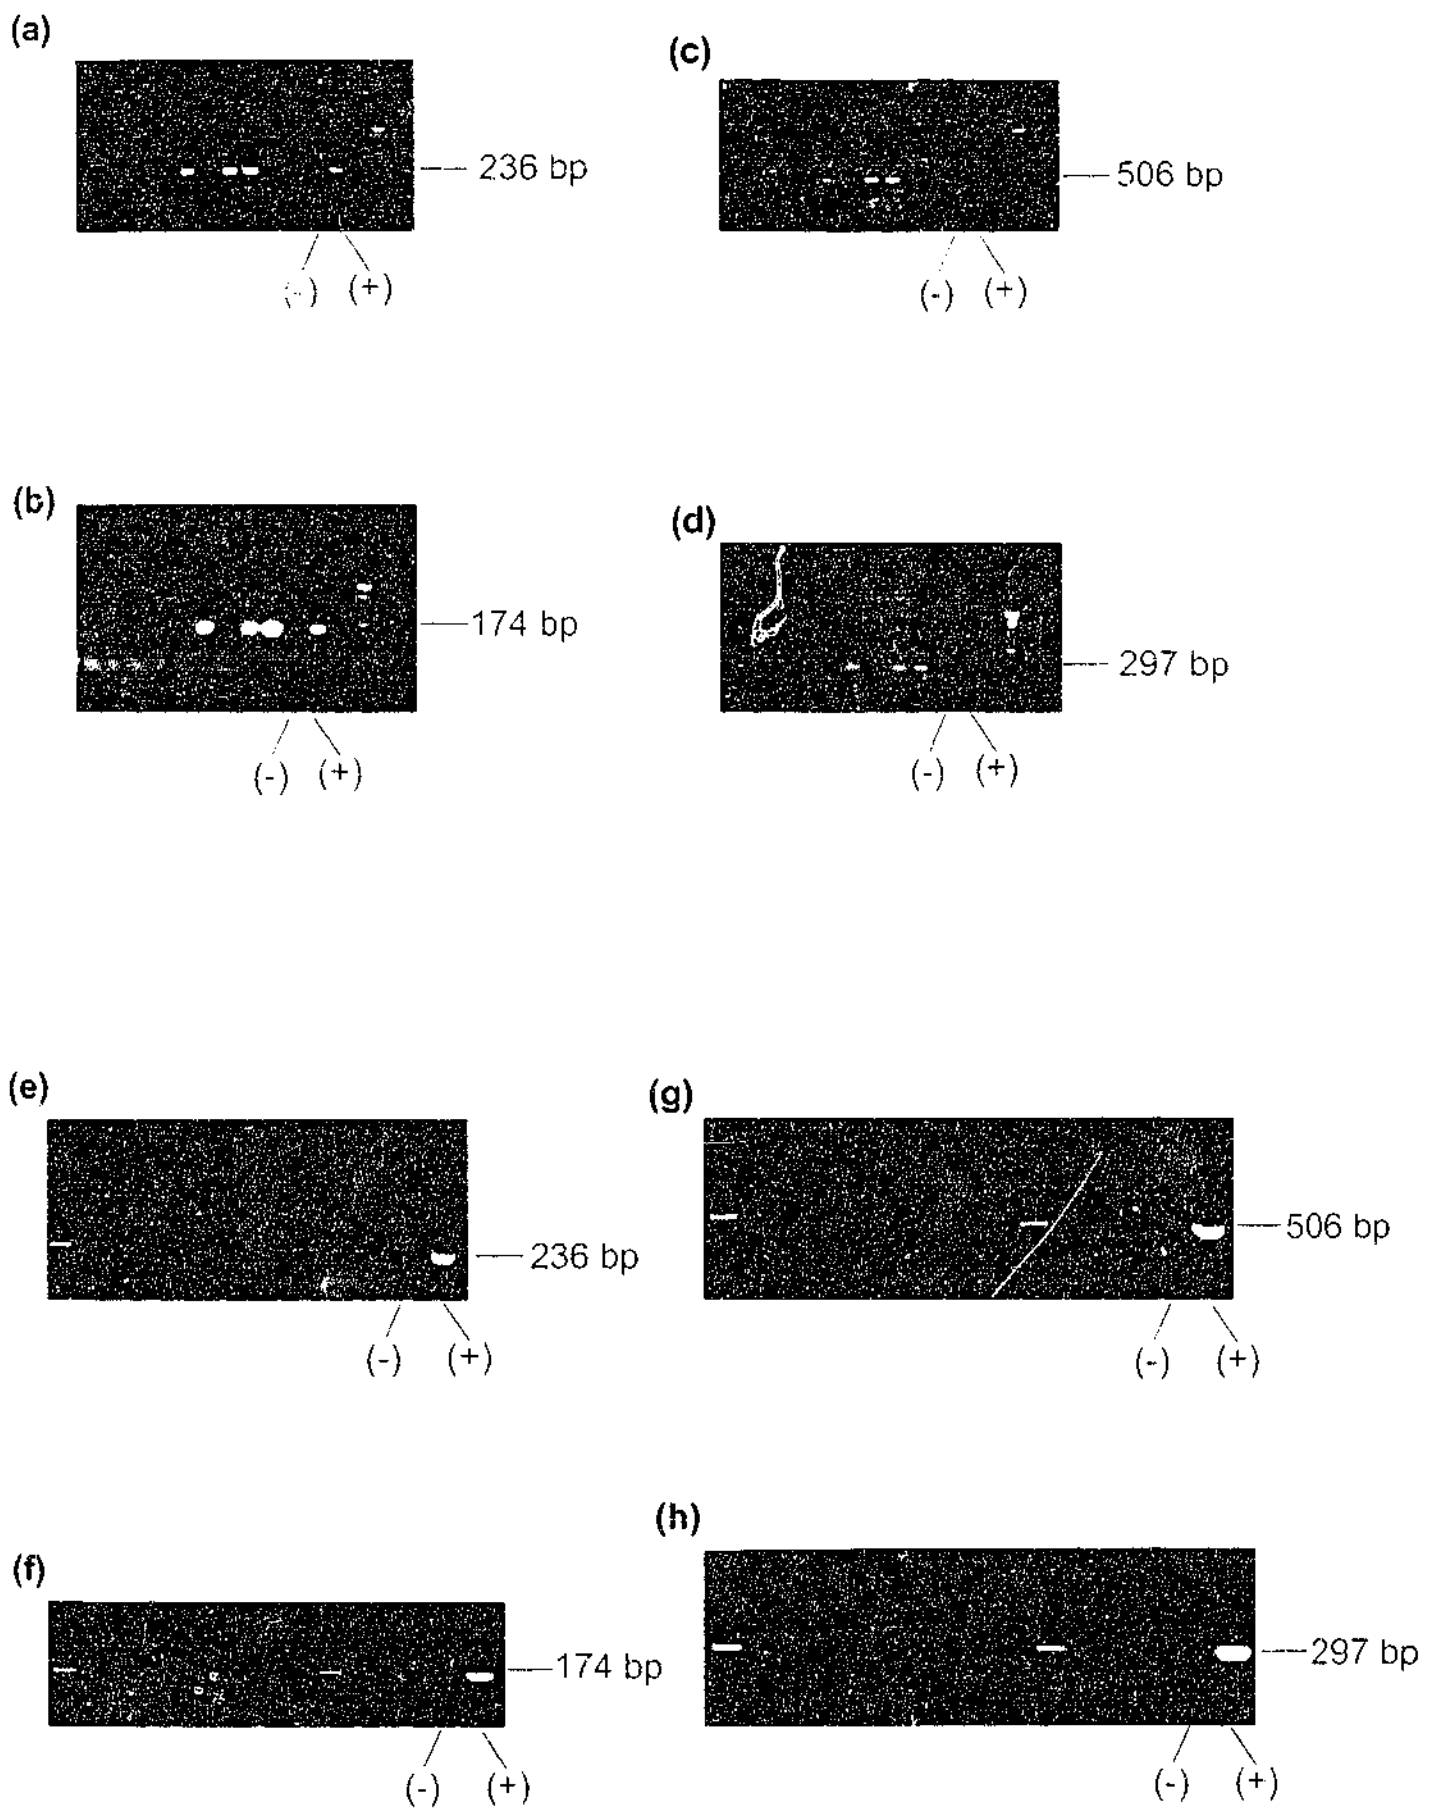 (a)
236 bp
(-) (+)
(c)
506 bp
(-) (+)
(b)
174 bp
(-) (+)
(d)
297 bp
(-) (+)
(e)
236 bp
(-) (+)
(g)
506 bp
(-) (+)
(f)
174 bp
(-) (+)
(h)
297 bp
(-) (+)